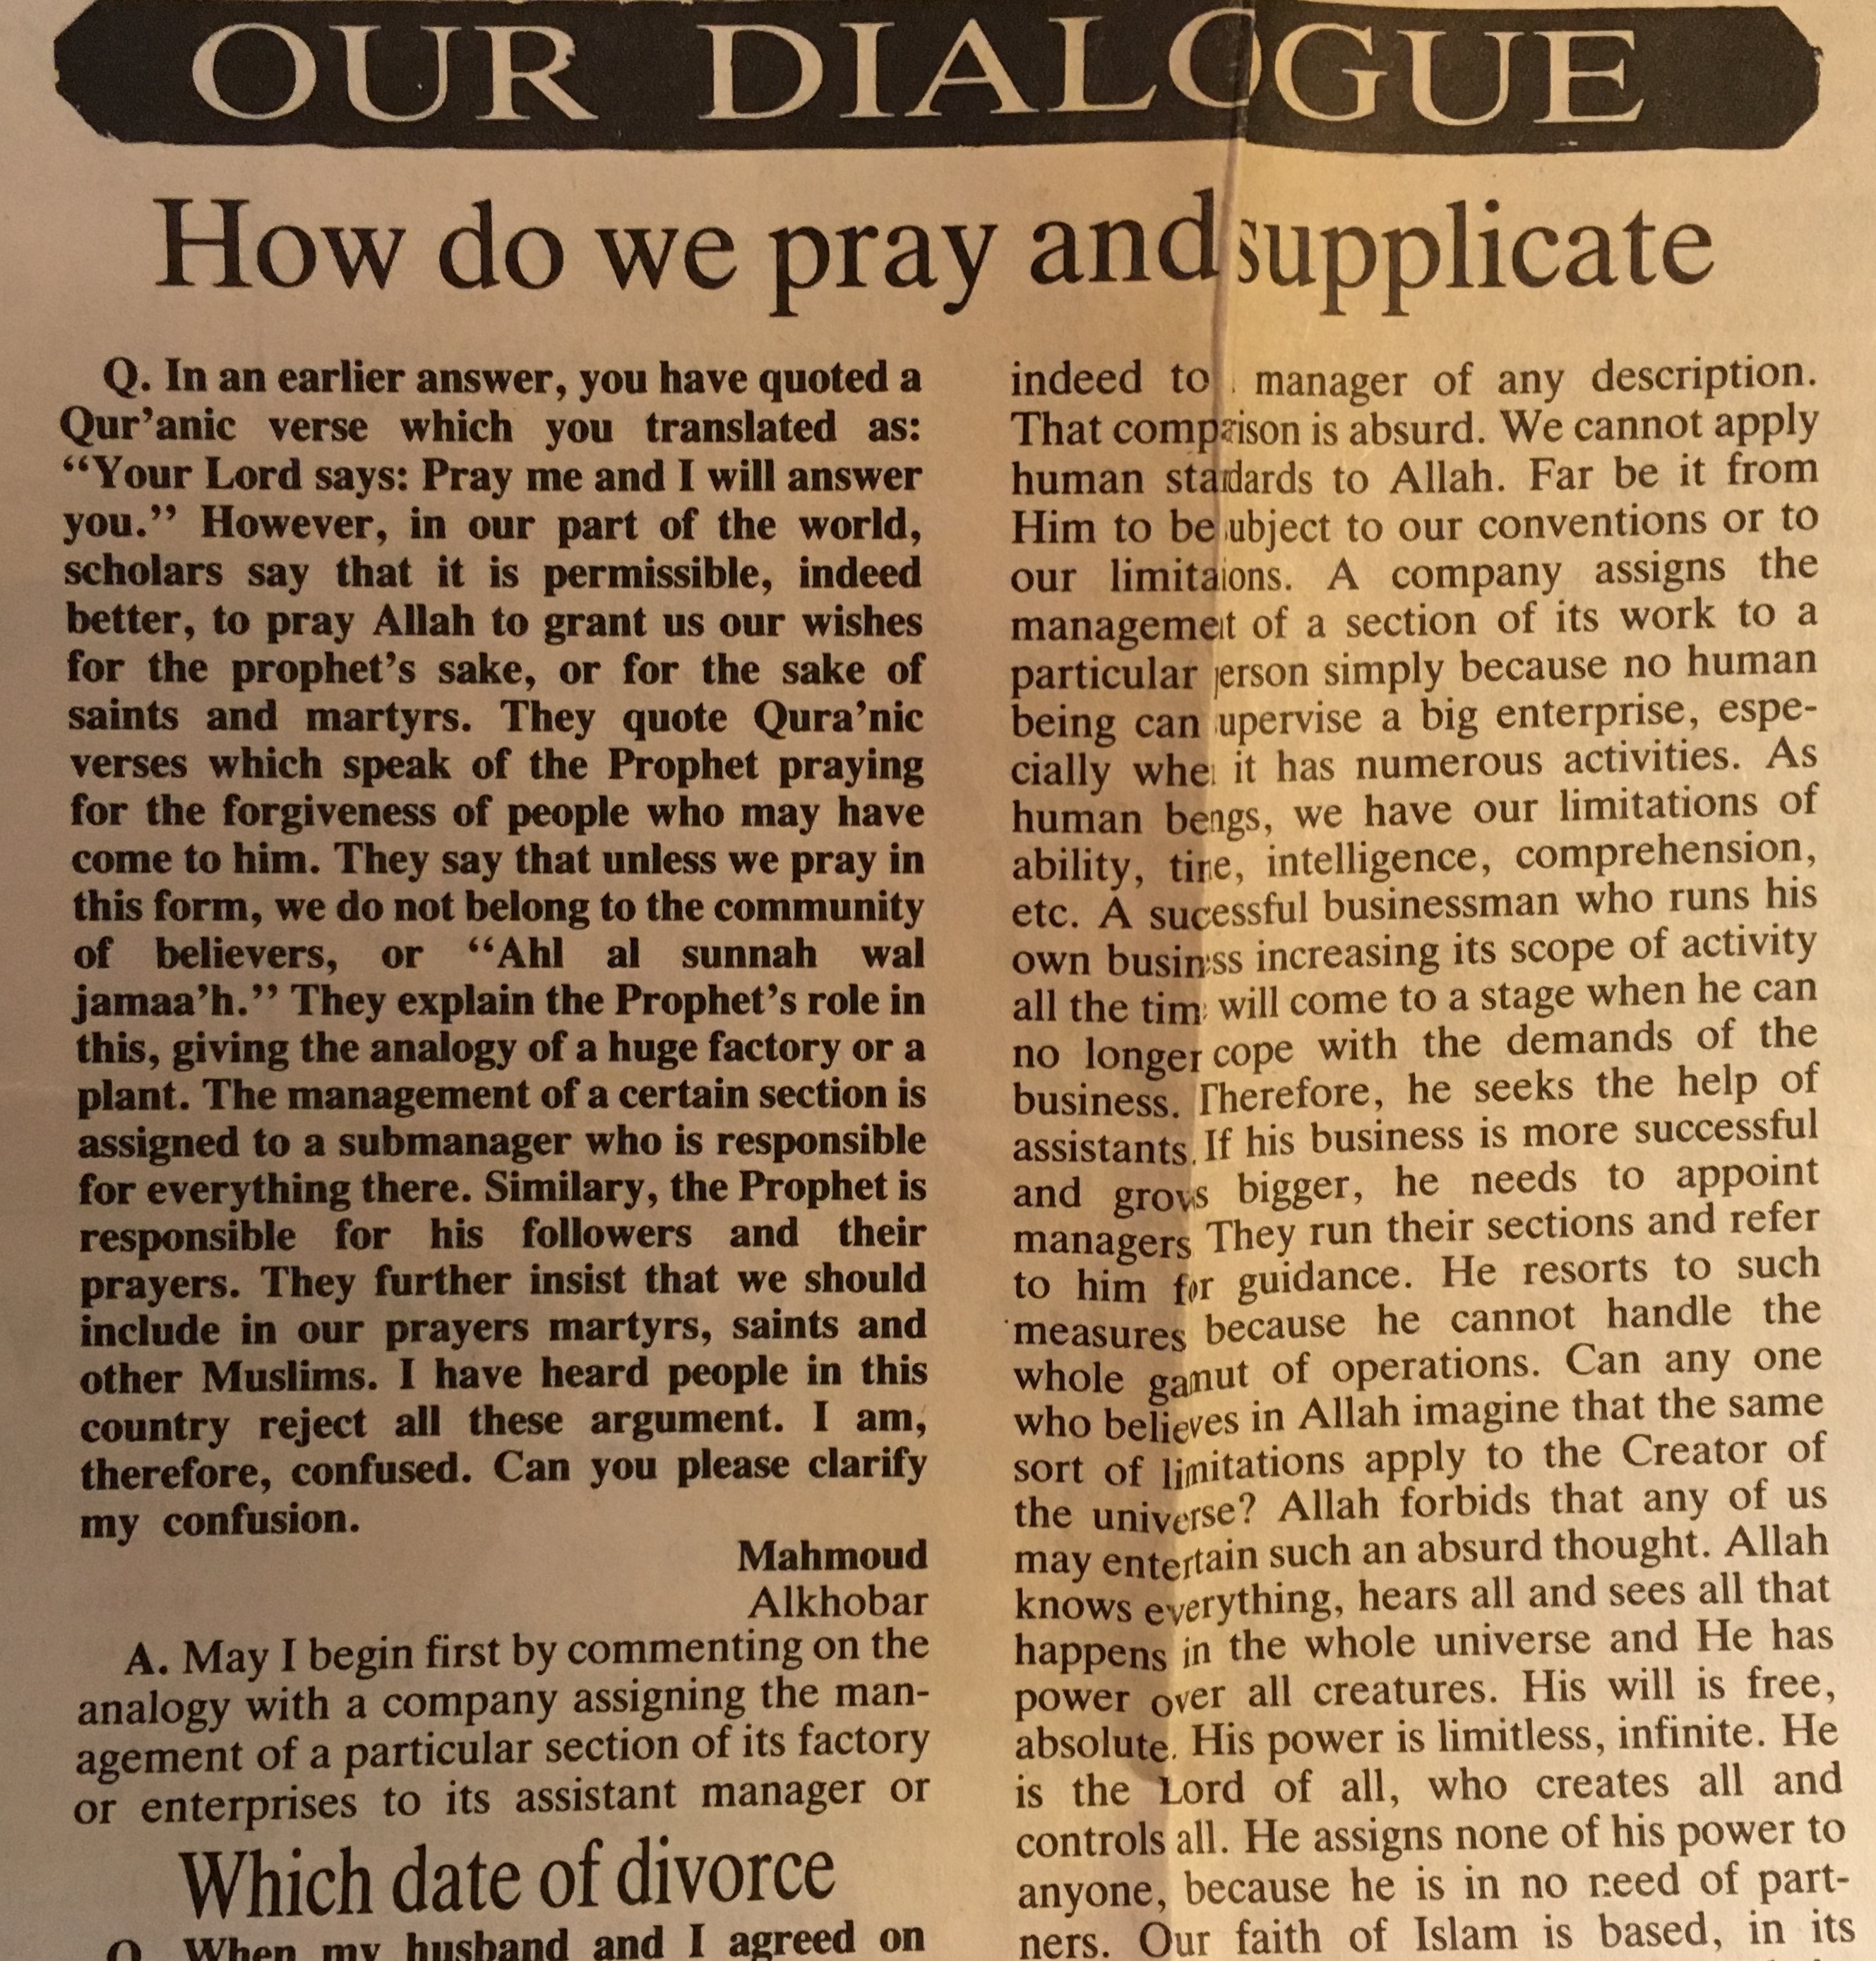 OUR DIALOGUE
How do we pray and supplicate
Q. In an earlier answer, you have quoted a
Qur'anic verse which you translated as:
“Your Lord says: Pray me and I will answer
you.” However, in our part of the world,
scholars say that it is permissible, indeed
better, to pray Allah to grant us our wishes
for the prophet's sake, or for the sake of
saints and martyrs. They quote Qura'nic
verses which speak of the Prophet praying
for the forgiveness of people who may have
come to him. They say that unless we pray in
this form, we do not belong to the community
of believers, or “Ahl al sunnah wal
jamaa'h.” They explain the Prophet's role in
this, giving the analogy of a huge factory or a
plant. The management of a certain section is
assigned to a submanager who is responsible
for everything there. Similary, the Prophet is
responsible for his followers and their
prayers. They further insist that we should
include in our prayers martyrs, saints and
other Muslims. I have heard people in this
country reject all these argument. I am,
therefore, confused. Can you please clarify
my confusion.
Mahmoud
Alkhobar
A. May I begin first by commenting on the
analogy with a company assigning the man-
agement of a particular section of its factory
or enterprises to its assistant manager or
Which date of divorce
Q. When my husband and I agreed on
indeed to manager of any description.
That comparison is absurd. We cannot apply
human standards to Allah. Far be it from
Him to be subject to our conventions or to
our limitations. A company assigns the
management of a section of its work to a
particular person simply because no human
being can supervise a big enterprise, espe-
cially when it has numerous activities. As
human beings, we have our limitations of
ability, time, intelligence, comprehension,
etc. A successful businessman who runs his
own business increasing its scope of activity
all the time will come to a stage when he can
no longer cope with the demands of the
business. Therefore, he seeks the help of
assistants. If his business is more successful
and grows bigger, he needs to appoint
managers They run their sections and refer
to him for guidance. He resorts to such
measures because he cannot handle the
whole gamut of operations. Can any one
who believes in Allah imagine that the same
sort of limitations apply to the Creator of
the universe? Allah forbids that any of us
may entertain such an absurd thought. Allah
knows everything, hears all and sees all that
happens in the whole universe and He has
power over all creatures. His will is free,
absolute. His power is limitless, infinite. He
is the Lord of all, who creates all and
controls all. He assigns none of his power to
anyone, because he is in no need of part-
ners. Our faith of Islam is based, in its